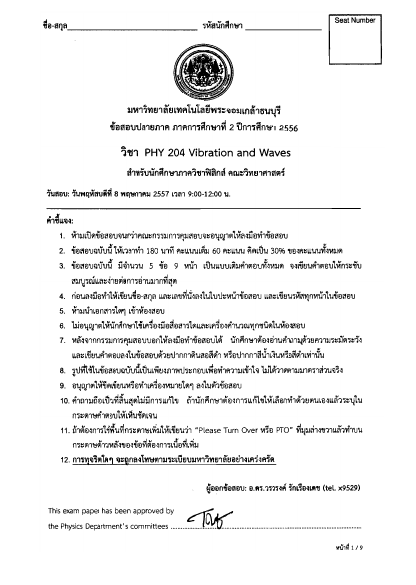 ชื่อ-สกุล รหัสนักศึกษา
Seat Number
มหาวิทยาลัยเทคโนโลยีพระจอมเกล้าธนบุรี
ข้อสอบปลายภาค ภาคการศึกษาที่ 2 ปีการศึกษา 2556
วิชา PHY 204 Vibration and Waves
สำหรับนักศึกษาภาควิชาฟิสิกส์ คณะวิทยาศาสตร์
วันสอบ: วันพฤหัสบดีที่ 8 พฤษภาคม 2557 เวลา 9:00-12:00 น.
คำชี้แจง:
1. ห้ามเปิดข้อสอบจนกว่าคณะกรรมการคุมสอบจะอนุญาตให้ลงมือทำข้อสอบ
2. ข้อสอบฉบับนี้ ให้เวลาทำ 180 นาที คะแนนเต็ม 60 คะแนน คิดเป็น 30% ของคะแนนทั้งหมด
3. ข้อสอบฉบับนี้ มีจำนวน 5 ข้อ 9 หน้า เป็นแบบเติมคำตอบทั้งหมด จงเขียนคำตอบให้กระชับ
สมบูรณ์และง่ายต่อการอ่านมากที่สุด
4. ก่อนลงมือทำให้เขียนชื่อ-สกุล และเลขที่นั่งลงในใบปะหน้าข้อสอบ และเขียนรหัสทุกหน้าในข้อสอบ
5. ห้ามนำเอกสารใดๆ เข้าห้องสอบ
6. ไม่อนุญาตให้นักศึกษาใช้เครื่องมือสื่อสารใดและเครื่องคำนวณทุกชนิดในห้องสอบ
7. หลังจากกรรมการคุมสอบบอกให้ลงมือทำข้อสอบได้ นักศึกษาต้องอ่านคำถามด้วยความระมัดระวัง
และเขียนคำตอบลงในข้อสอบด้วยปากกาดินสอสีดำ หรือปากกาสีน้ำเงินหรือสีดำเท่านั้น
8. รูปที่ใช้ในข้อสอบฉบับนี้เป็นเพียงภาพประกอบเพื่อทำความเข้าใจ ไม่ได้วาดตามมาตราส่วนจริง
9. อนุญาตให้ขีดเขียนหรือทำเครื่องหมายใดๆ ลงในตัวข้อสอบ
10. คำถามถือเป็นที่สิ้นสุดไม่มีการแก้ไข ถ้านักศึกษาต้องการแก้ไขให้เลือกทำด้วยตนเองแล้วระบุใน
กระดาษคำตอบให้เห็นชัดเจน
11. ถ้าต้องการใช้พื้นที่กระดาษเพิ่มให้เขียนว่า “Please Turn Over หรือ PTO” ที่มุมล่างขวาแล้วทำบน
กระดาษด้านหลังของข้อที่ต้องการเนื้อที่เพิ่ม
12. การทุจริตใดๆ จะถูกลงโทษตามระเบียบมหาวิทยาลัยอย่างเคร่งครัด
ผู้ออกข้อสอบ: อ.ดร.วรวรงค์ รักเรืองเดช (tel. x9529)
This exam paper has been approved by
the Physics Department's committees
หน้าที่ 1 / 9